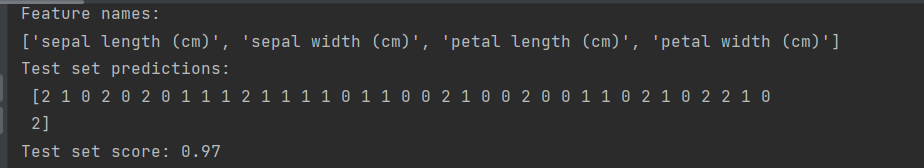 Feature names:
['sepal length (cm)', 'sepal width (cm)', 'petal length (cm)', 'petal width (cm)']
Test set predictions:
[2 1 0 2 0 2 0 1 1 1 2 1 1 1 1 0 1 1 0 0 2 1 0 0 2 0 0 1 1 0 2 1 0 2 2 1 0
2]
Test set score: 0.97